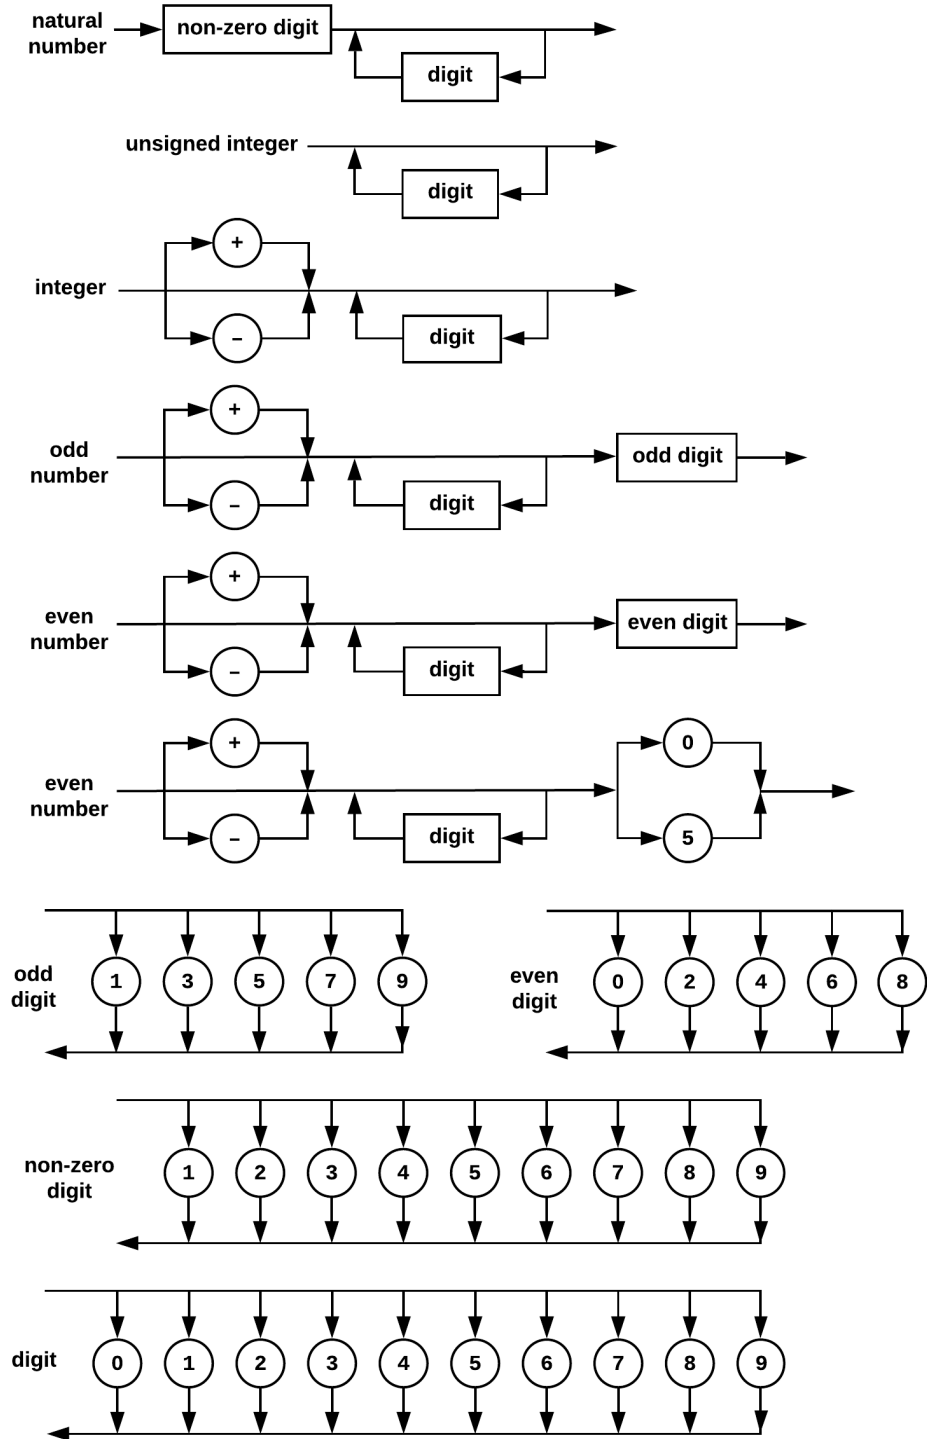 natural
number
non-zero digit
digit
unsigned integer
digit
+
integer
–
digit
+
odd
number
odd digit
–
digit
+
even
number
even digit
–
digit
+
0
even
number
–
digit
5
odd
digit
1 3 5 7 9
even
digit
0 2 4 6 8
non-zero
digit
1 2 3 4 5 6 7 8 9
digit
0 1 2 3 4 5 6 7 8 9